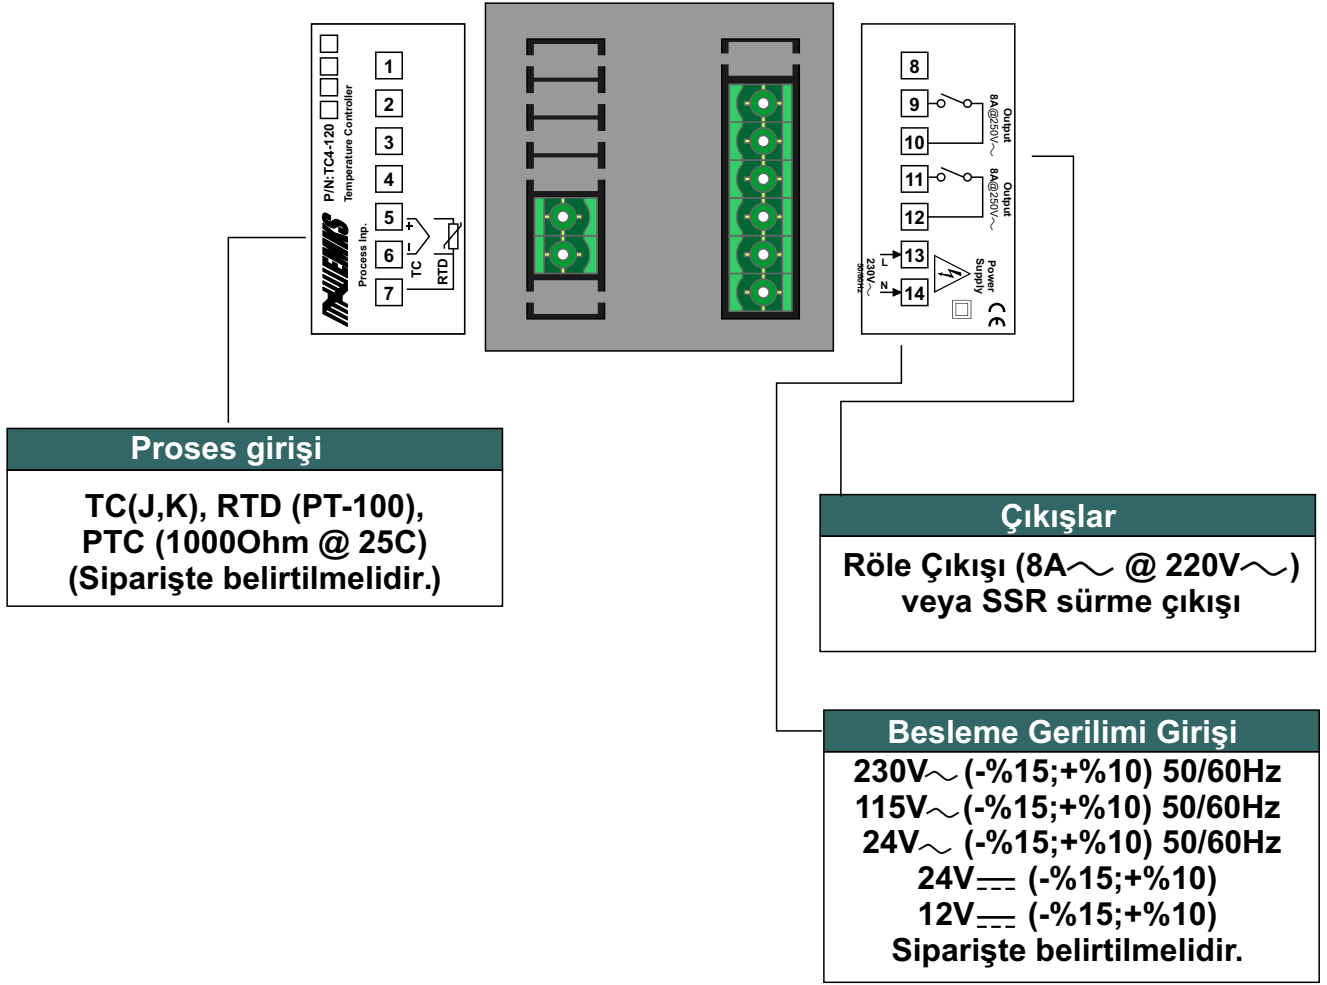 P/N:TC4-120
Temperature Controller
1
2
3
4
5
6
7
Process Inp.
+
-
TC
RTD
8
9
10
11
12
13
14
Output
8A@250V～
Output
8A@250V～
L
230V～
50/60Hz
N
Power
Supply
CE
Proses girişi
TC(J,K), RTD (PT-100),
PTC (1000Ohm @ 25C)
(Siparişte belirtilmelidir.)
Çıkışlar
Röle Çıkışı (8A～ @ 220V～)
veya SSR sürme çıkışı
Besleme Gerilimi Girişi
230V～ (-%15;+%10) 50/60Hz
115V～ (-%15;+%10) 50/60Hz
24V～ (-%15;+%10) 50/60Hz
24V⎓ (-%15;+%10)
12V⎓ (-%15;+%10)
Siparişte belirtilmelidir.